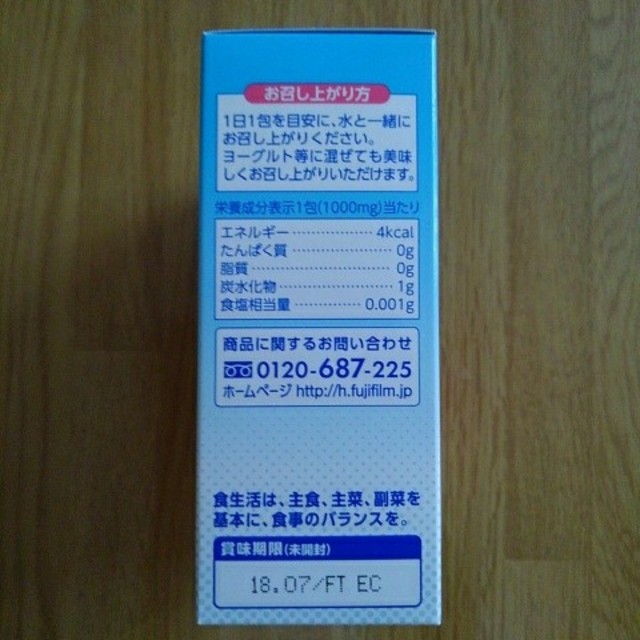 お召し上がり方
1日1包を目安に、水と一緒に
お召し上がりください。
ヨーグルト等に混ぜても美味
しくお召し上がりいただけます。
栄養成分表示1包(1000mg)当たり
エネルギー 4kcal
たんぱく質 0g
脂質 0g
炭水化物 1g
食塩相当量 0.001g
商品に関するお問い合わせ
0120-687-225
ホームページ http://h.fujifilm.jp
食生活は、主食、主菜、副菜を
基本に、食事のバランスを。
賞味期限(未開封)
18.07/FT EC